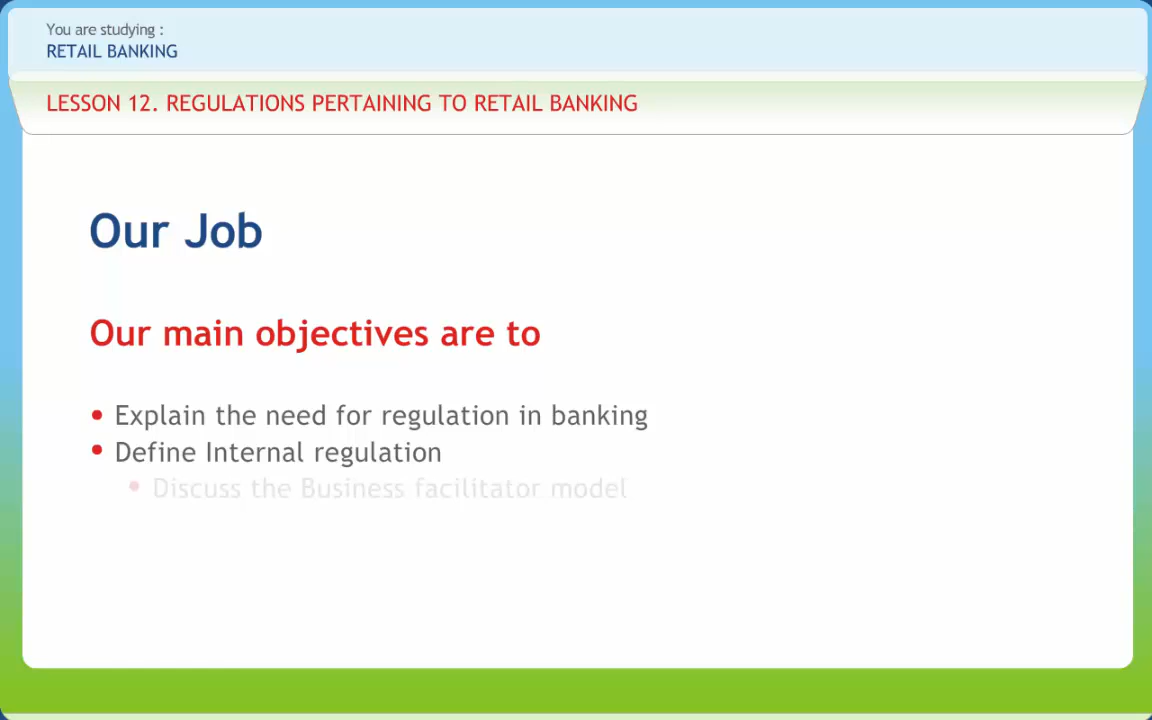 You are studying :
RETAIL BANKING
LESSON 12. REGULATIONS PERTAINING TO RETAIL BANKING
Our Job
Our main objectives are to
• Explain the need for regulation in banking
• Define Internal regulation
• Discuss the Business facilitator model